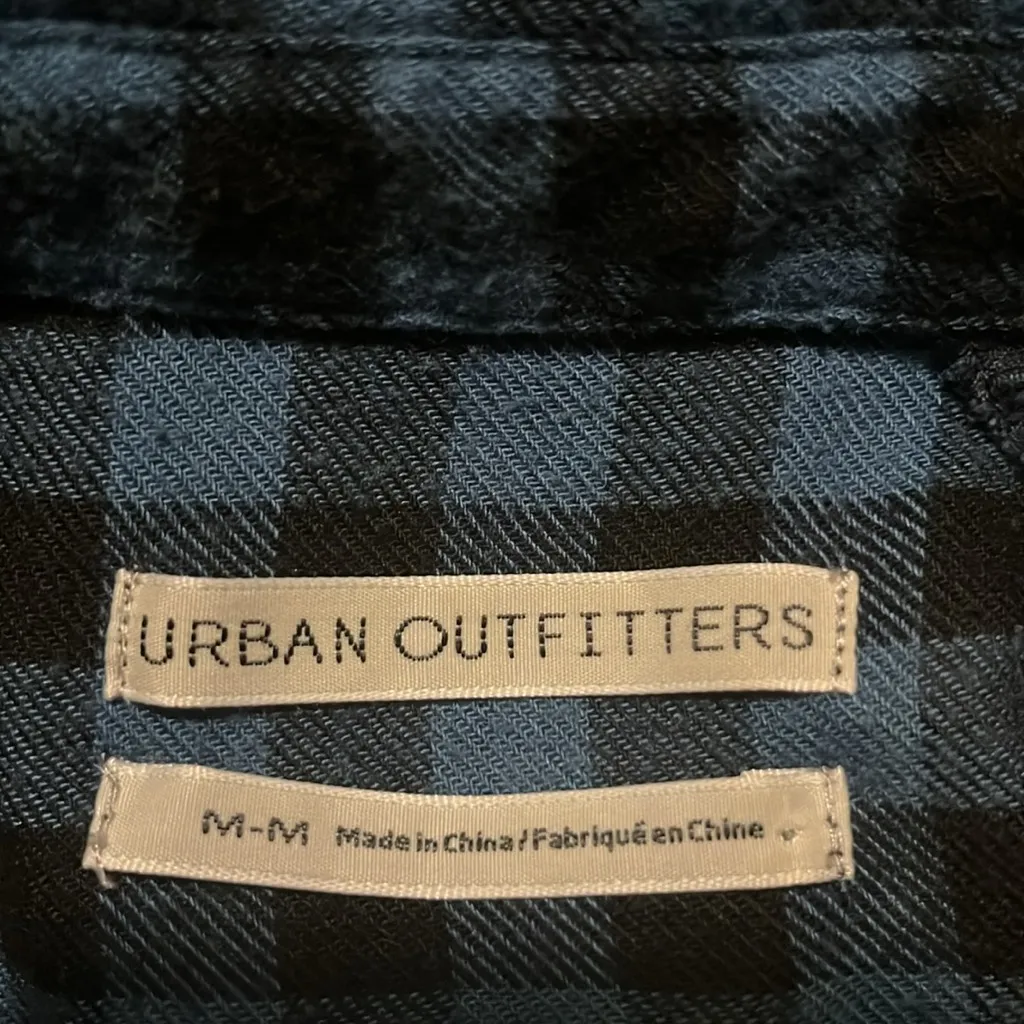 URBAN OUTFITTERS
M-M Made in China / Fabriqué en Chine